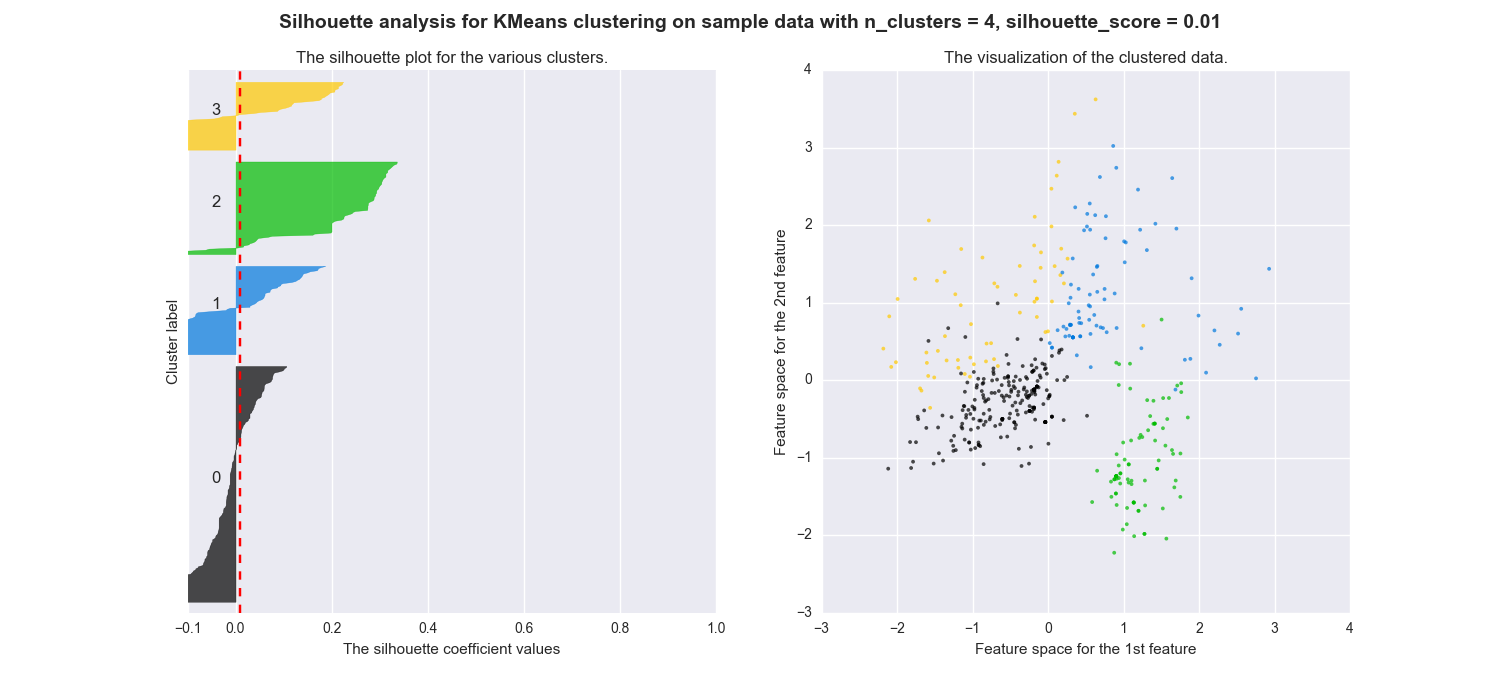 Silhouette analysis for KMeans clustering on sample data with n_clusters = 4, silhouette_score = 0.01
The silhouette plot for the various clusters.
3
2
1
0
Cluster label
−0.1 0.0 0.2 0.4 0.6 0.8 1.0
The silhouette coefficient values
The visualization of the clustered data.
4
3
2
1
0
−1
−2
−3
Feature space for the 2nd feature
−3 −2 −1 0 1 2 3 4
Feature space for the 1st feature